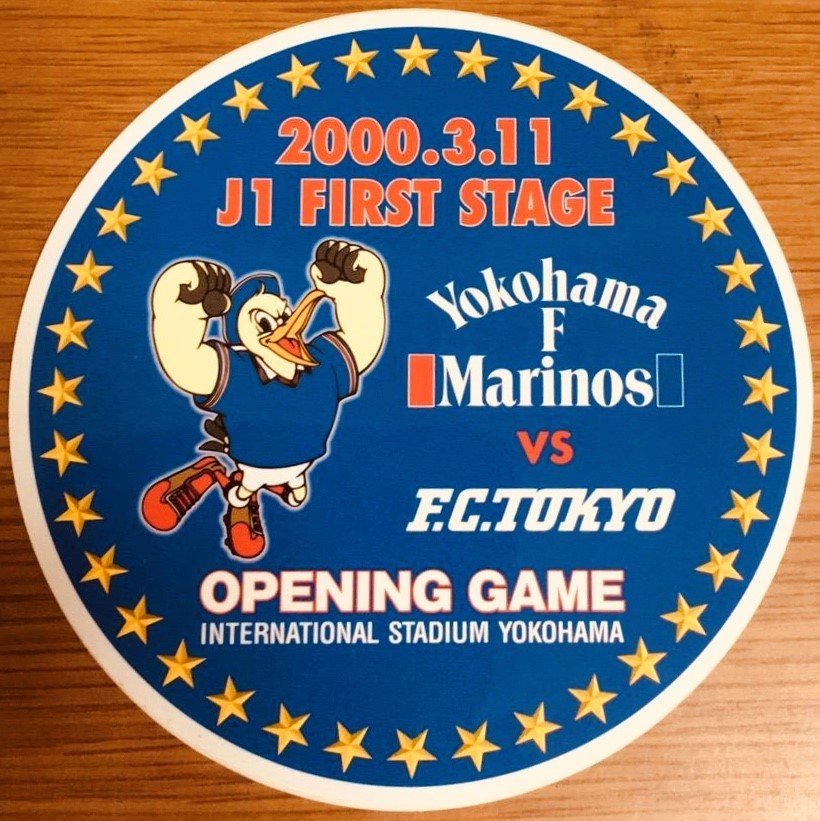 2000.3.11
J1 FIRST STAGE
Yokohama
F
Marinos
VS
F.C.TOKYO
OPENING GAME
INTERNATIONAL STADIUM YOKOHAMA